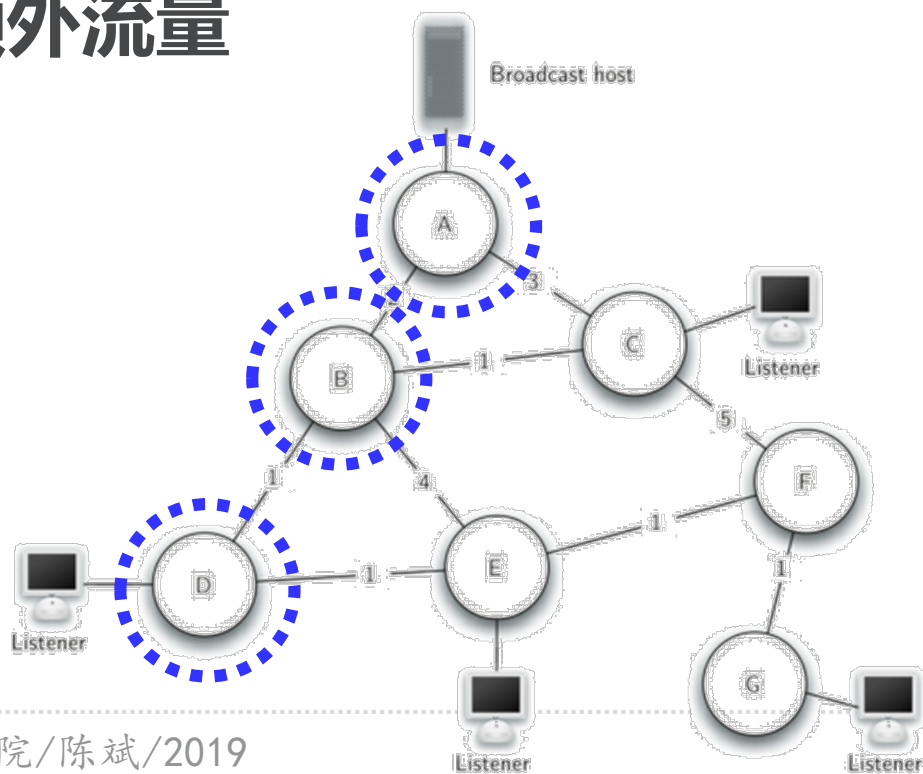 外流量
Broadcast host
A
3
2
C
B
1
Listener
5
F
1
4
1
E
1
D
1
Listener
G
Listener
Listener
院/陈斌/2019